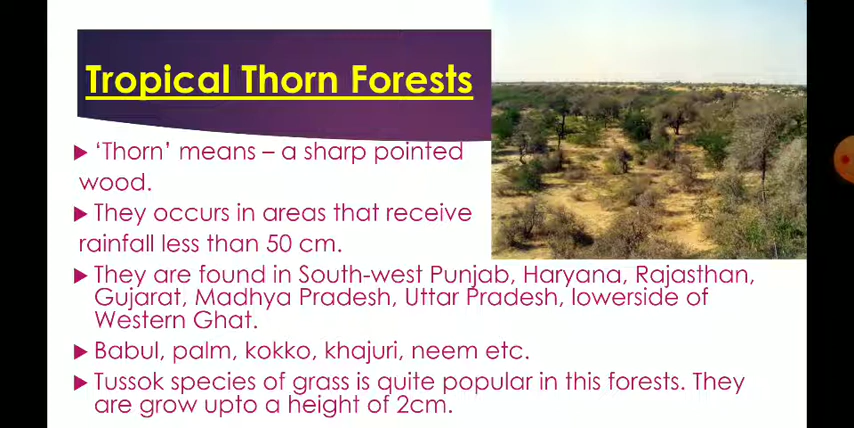 Tropical Thorn Forests
‘Thorn’ means – a sharp pointed
wood.
They occurs in areas that receive
rainfall less than 50 cm.
They are found in South-west Punjab, Haryana, Rajasthan,
Gujarat, Madhya Pradesh, Uttar Pradesh, lowerside of
Western Ghat.
Babul, palm, kokko, khajuri, neem etc.
Tussok species of grass is quite popular in this forests. They
are grow upto a height of 2cm.